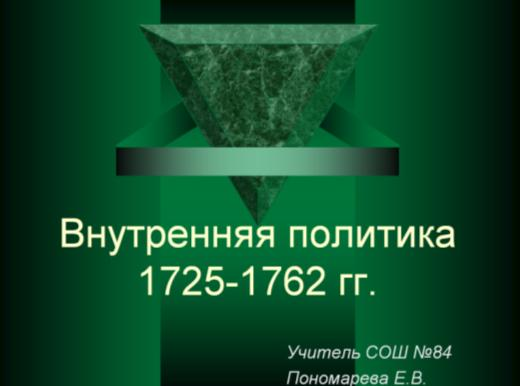 Внутренняя политика
1725-1762 гг.
Учитель СОШ №84
Пономарева Е.В.